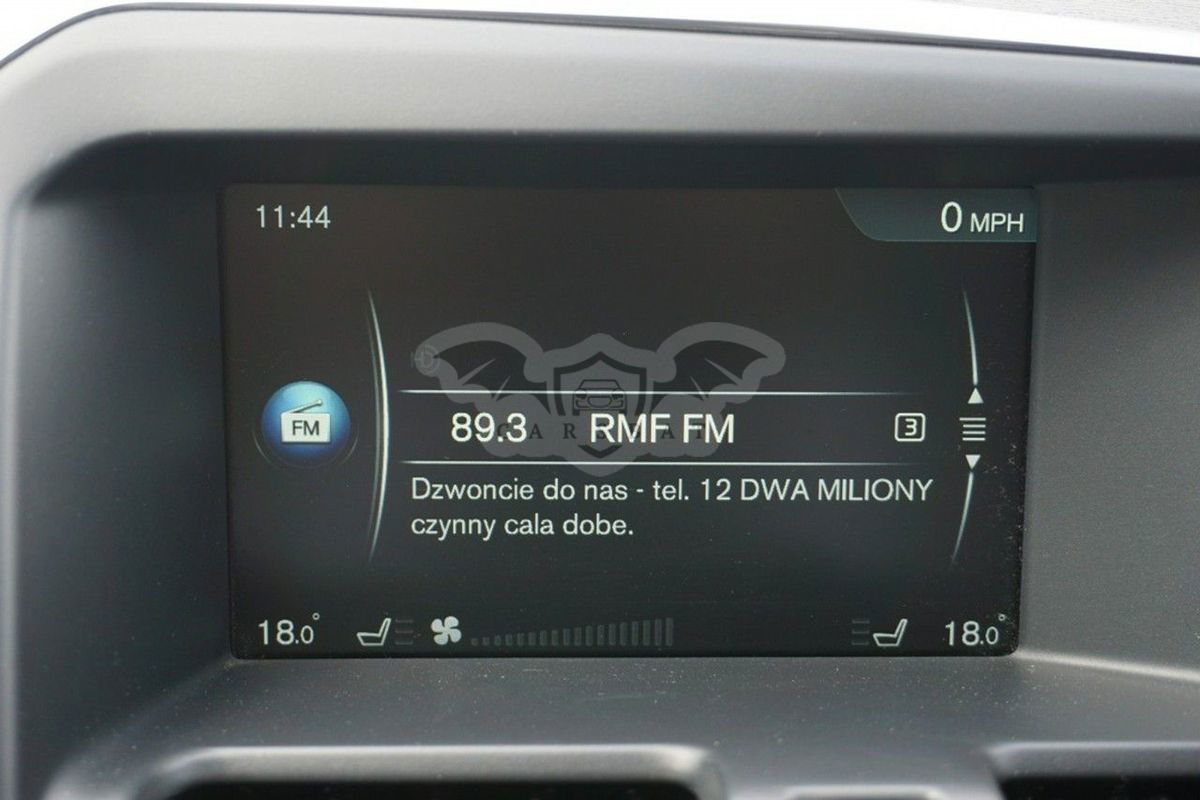 11:44
0 MPH
FM
89.3 RMF FM 3
Dzwoncie do nas - tel. 12 DWA MILIONY
czynny cala dobe.
18.0° 18.0°